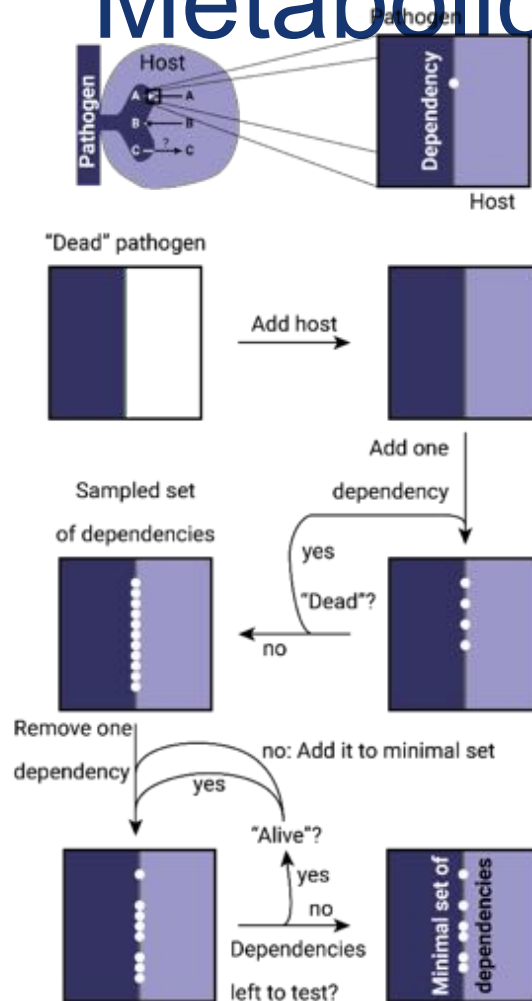 Metabolic
Pathogen
Host
Pathogen
A A
B B
? 
C C
Dependency
Host
"Dead" pathogen
Add host
Add one
dependency
Sampled set
of dependencies
yes
"Dead"?
no
Remove one
dependency
no: Add it to minimal set
yes
"Alive"?
yes
no
Dependencies
left to test?
Minimal set of
dependencies